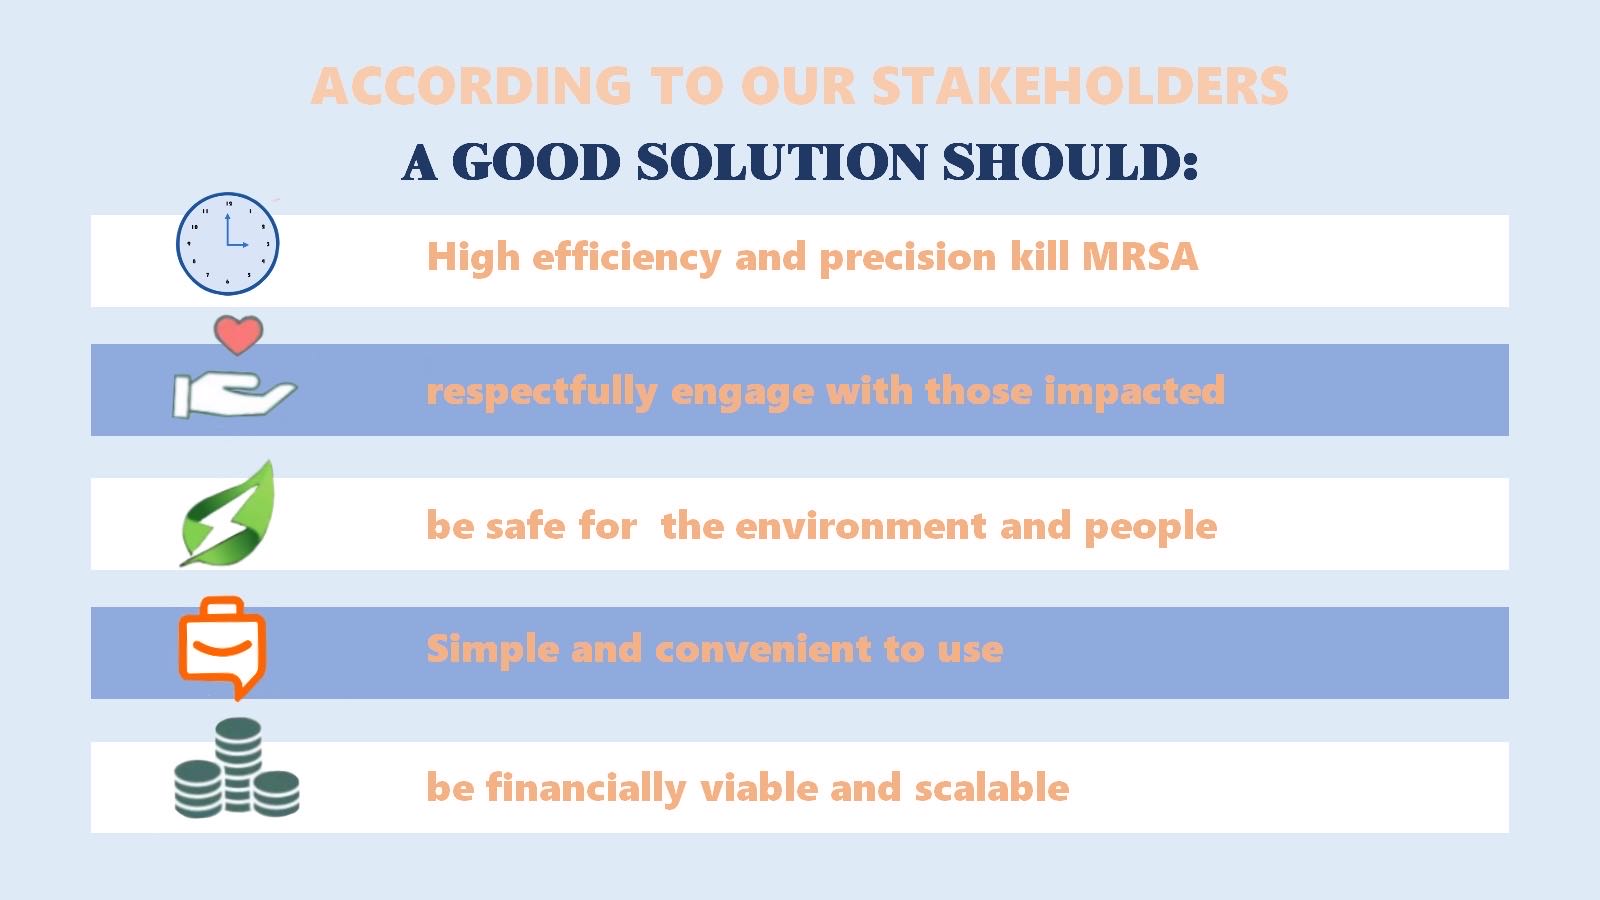 ACCORDING TO OUR STAKEHOLDERS
A GOOD SOLUTION SHOULD:
High efficiency and precision kill MRSA
respectfully engage with those impacted
be safe for  the environment and people
Simple and convenient to use
be financially viable and scalable